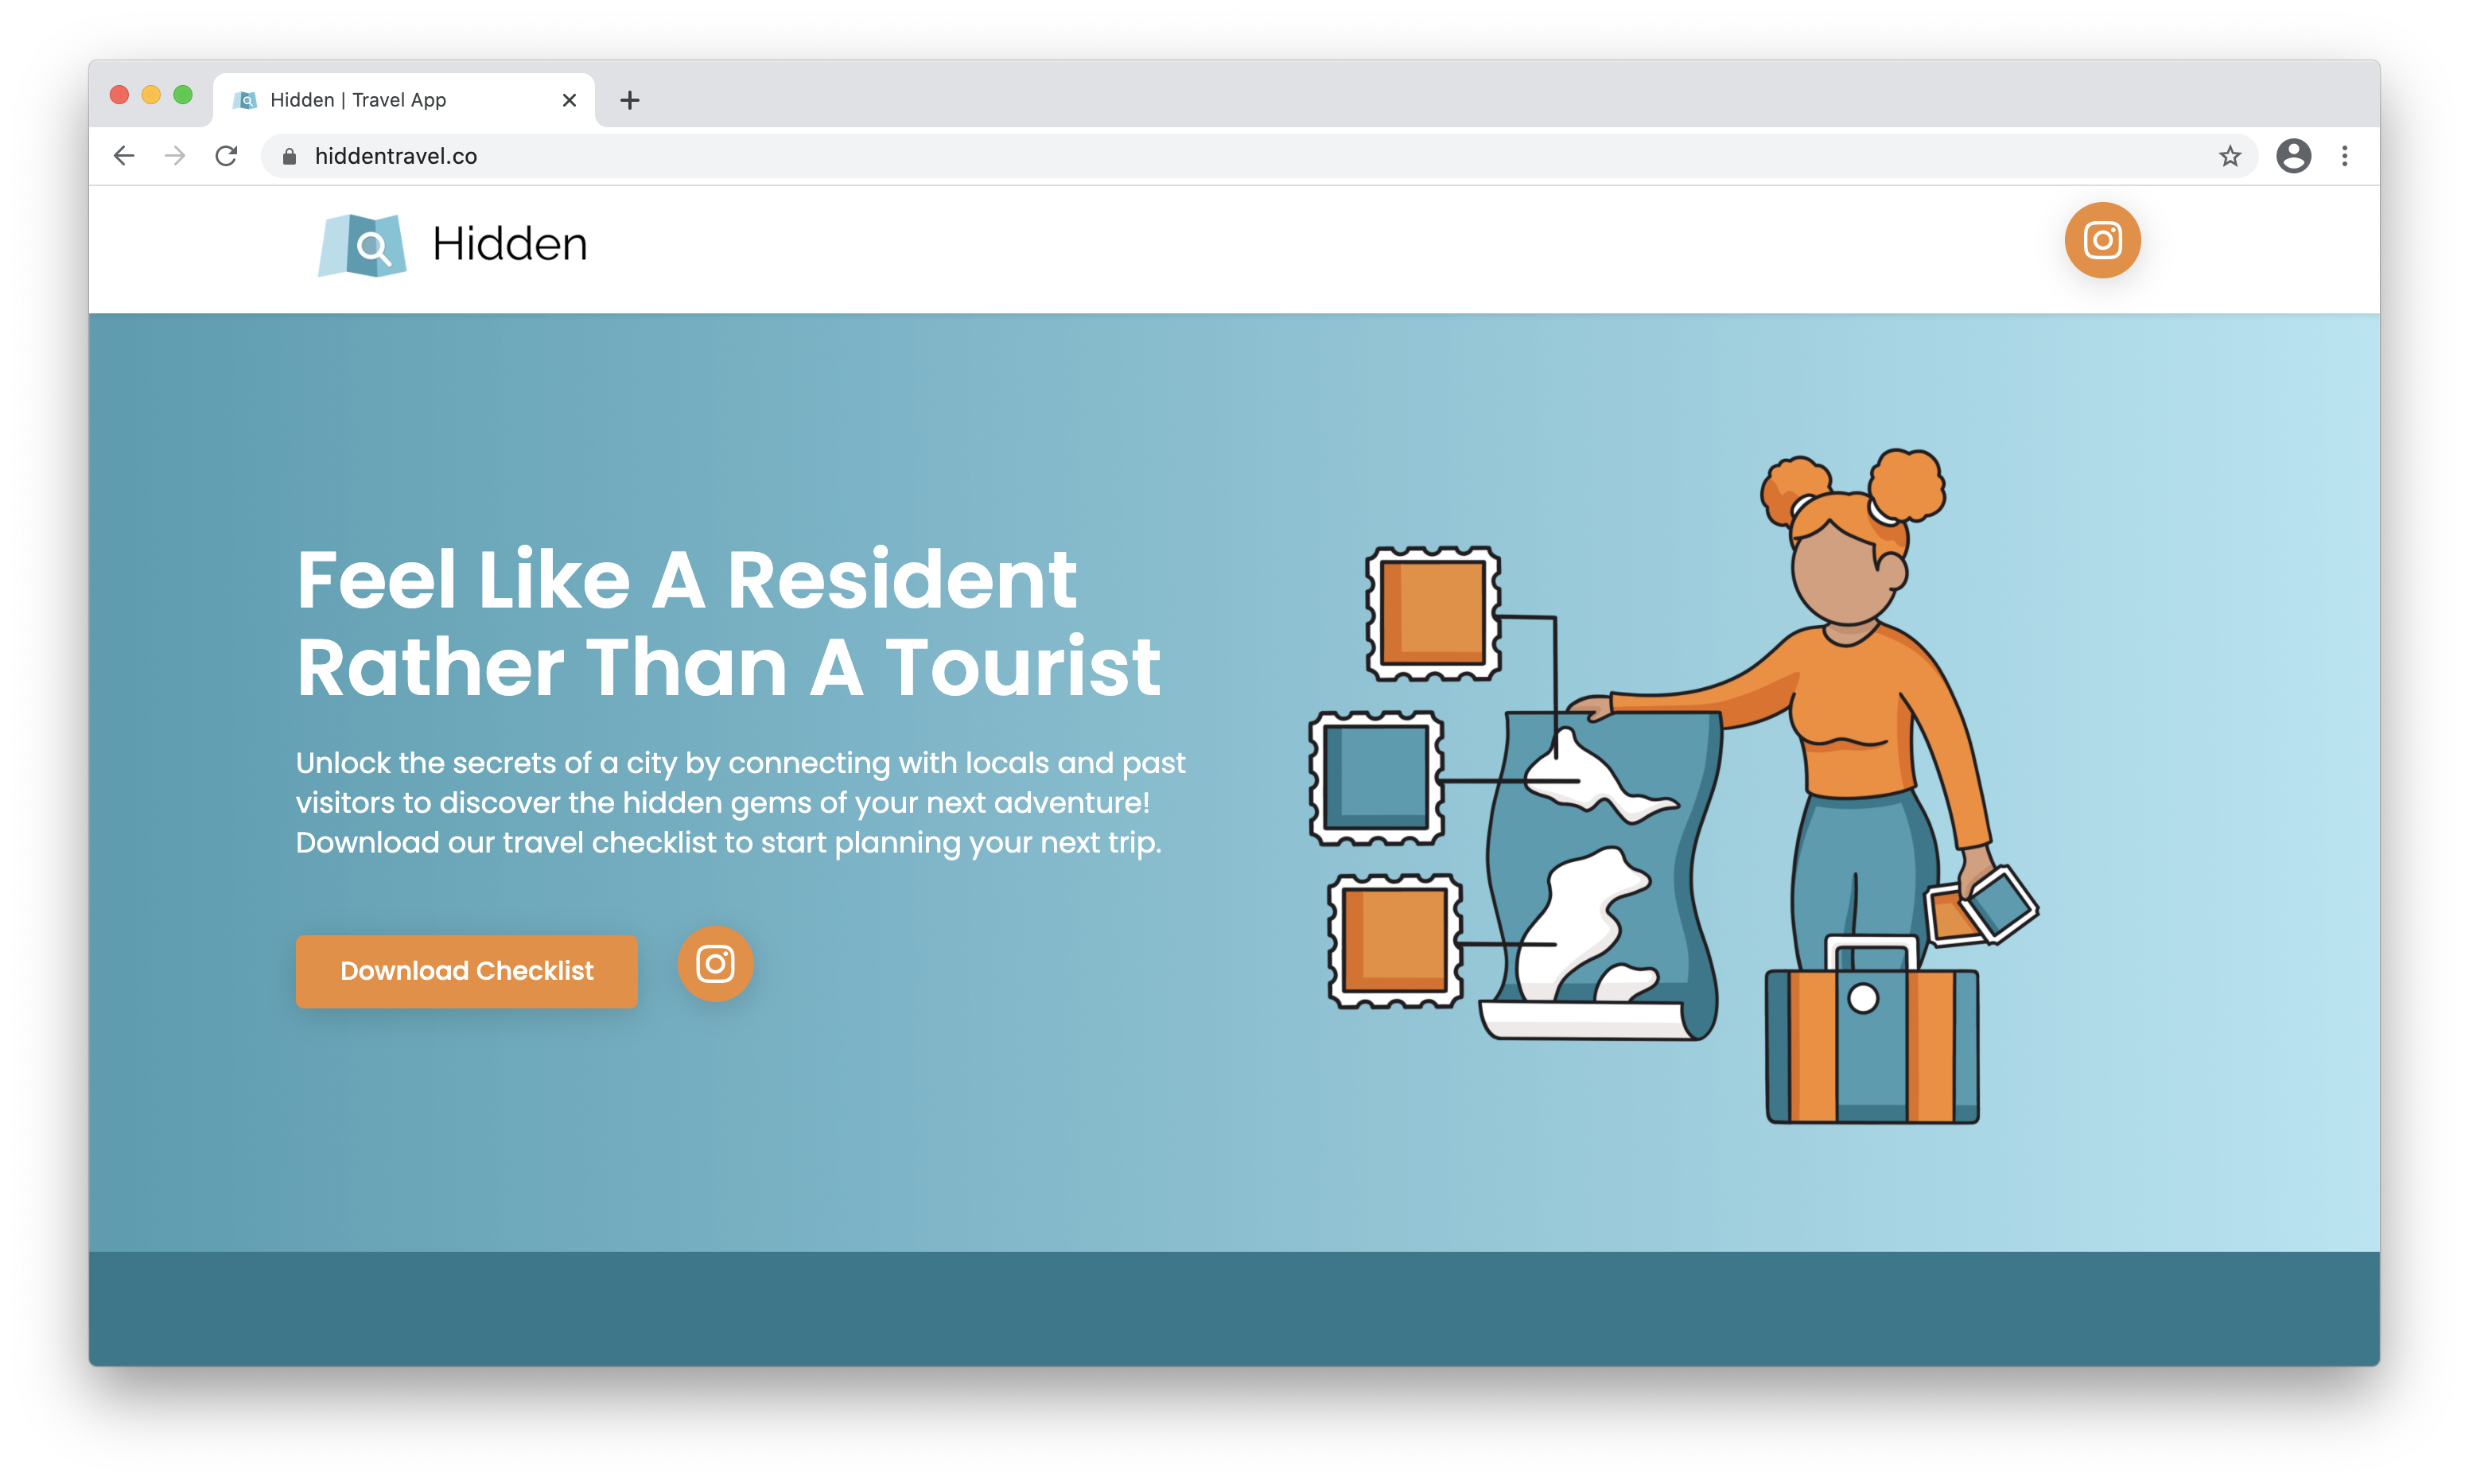 Hidden | Travel App
hiddentravel.co
Hidden
Feel Like A Resident
Rather Than A Tourist
Unlock the secrets of a city by connecting with locals and past
visitors to discover the hidden gems of your next adventure!
Download our travel checklist to start planning your next trip.
Download Checklist